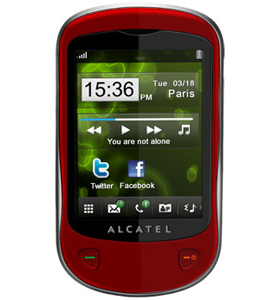 Tue 03/18
15:36 PM Paris
You are not alone
Twitter Facebook
ALCATEL